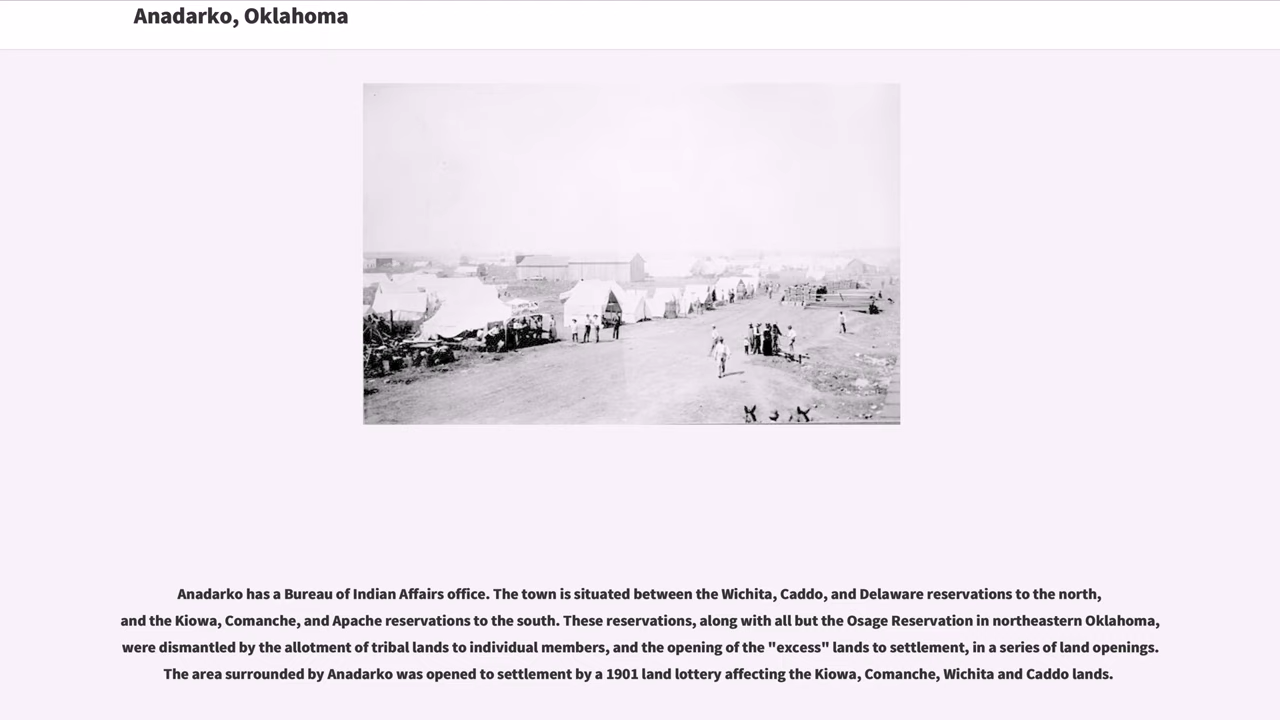 Anadarko, Oklahoma
Anadarko has a Bureau of Indian Affairs office. The town is situated between the Wichita, Caddo, and Delaware reservations to the north,
and the Kiowa, Comanche, and Apache reservations to the south. These reservations, along with all but the Osage Reservation in northeastern Oklahoma,
were dismantled by the allotment of tribal lands to individual members, and the opening of the "excess" lands to settlement, in a series of land openings.
The area surrounded by Anadarko was opened to settlement by a 1901 land lottery affecting the Kiowa, Comanche, Wichita and Caddo lands.